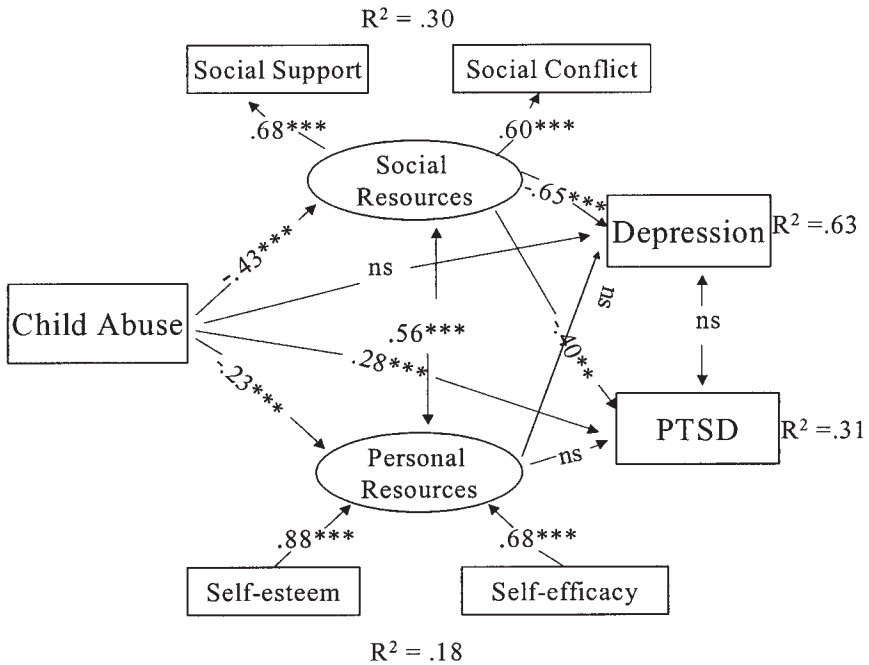 R² = .30
Social Support
Social Conflict
.68***
.60***
Social
Resources
-.65***
Depression
R² =.63
-.43***
ns
ns
Child Abuse
.56***
ns
.28***
-.40**
-.23***
PTSD
R² =.31
Personal
Resources
ns
.88***
.68***
Self-esteem
Self-efficacy
R² = .18